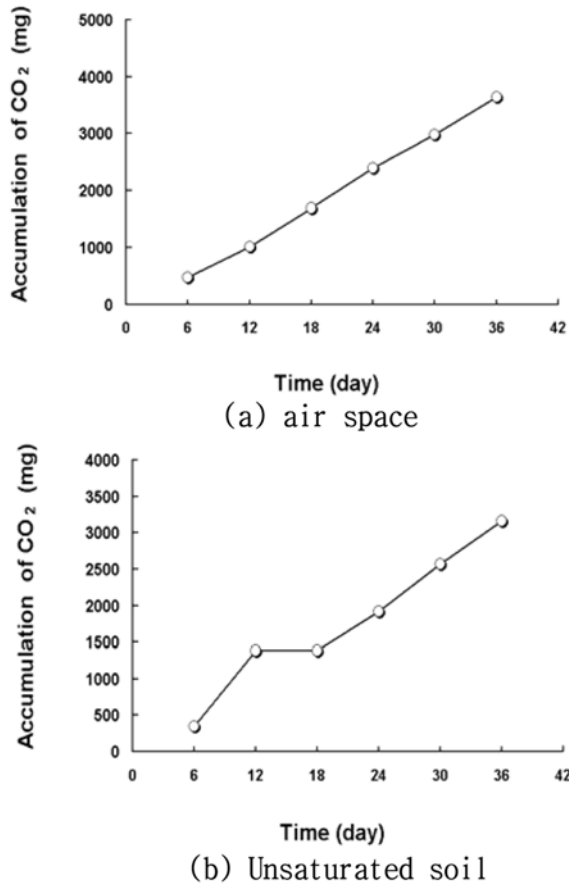 Accumulation of CO₂ (mg)
5000
4000
3000
2000
1000
0
0 6 12 18 24 30 36 42
Time (day)
(a) air space
Accumulation of CO₂ (mg)
4000
3500
3000
2500
2000
1500
1000
500
0
0 6 12 18 24 30 36 42
Time (day)
(b) Unsaturated soil